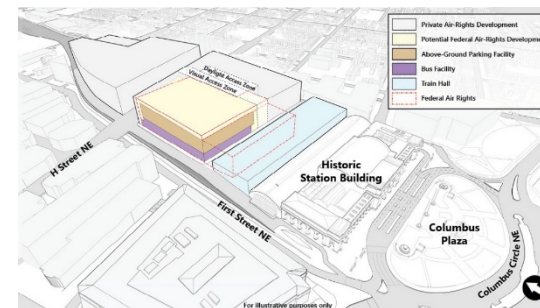 Private Air-Rights Development
Potential Federal Air-Rights Developme
Above-Ground Parking Facility
Bus Facility
Train Hall
Federal Air Rights
Daylight Access Zone
Visual Access Zone
H Street NE
Historic
Station Building
First Street NE
Columbus
Plaza
Columbus Circle NE
For illustrative purposes only